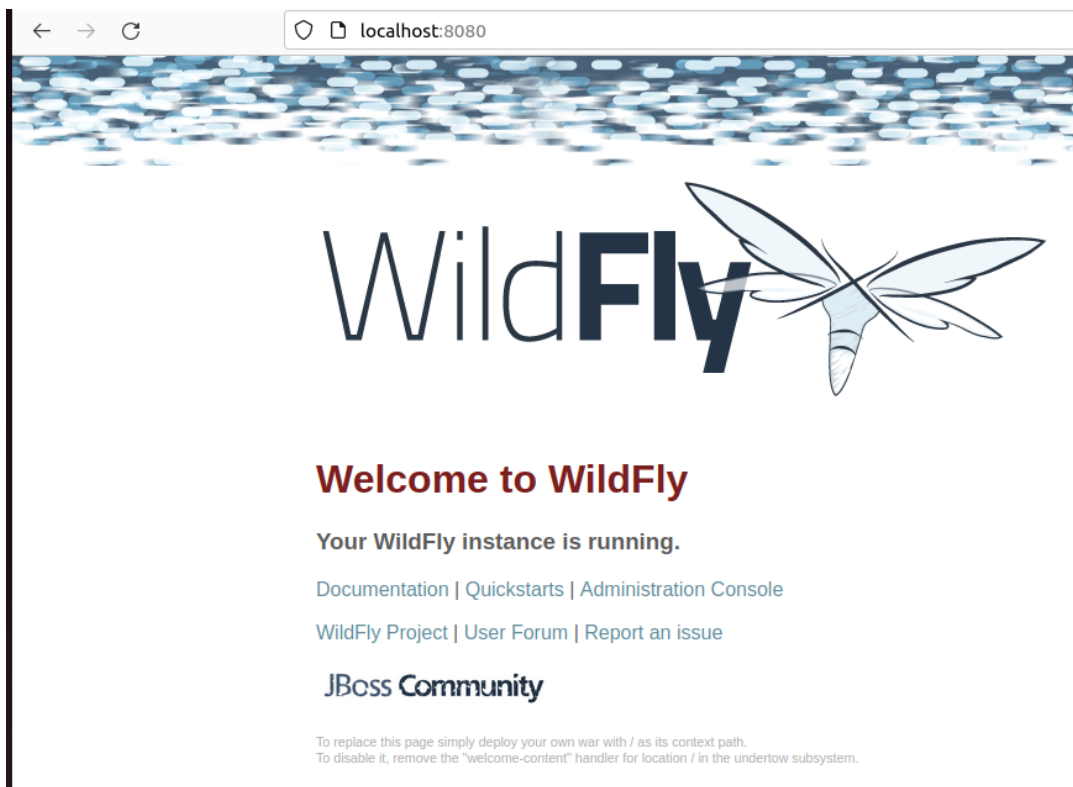 localhost:8080
WildFly
Welcome to WildFly
Your WildFly instance is running.
Documentation | Quickstarts | Administration Console
WildFly Project | User Forum | Report an issue
JBoss Community
To replace this page simply deploy your own war with / as its context path.
To disable it, remove the "welcome-content" handler for location / in the undertow subsystem.